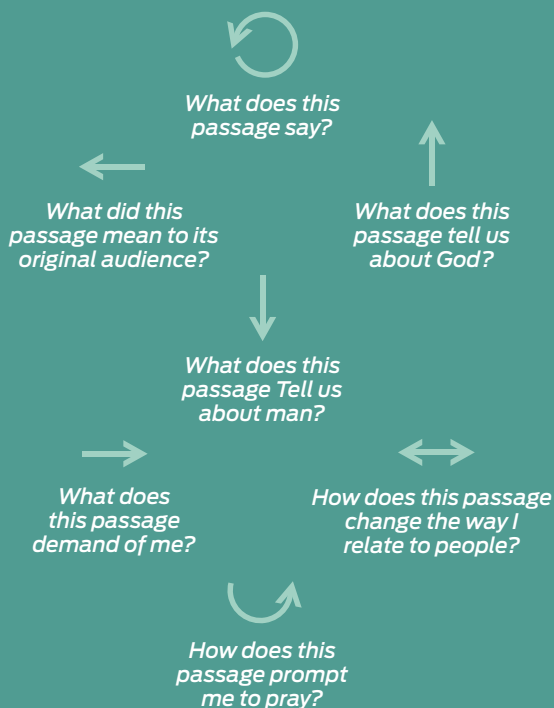 What does this
passage say?
What did this
passage mean to its
original audience?
What does this
passage tell us
about God?
What does this
passage Tell us
about man?
What does
this passage
demand of me?
How does this passage
change the way I
relate to people?
How does this
passage prompt
me to pray?